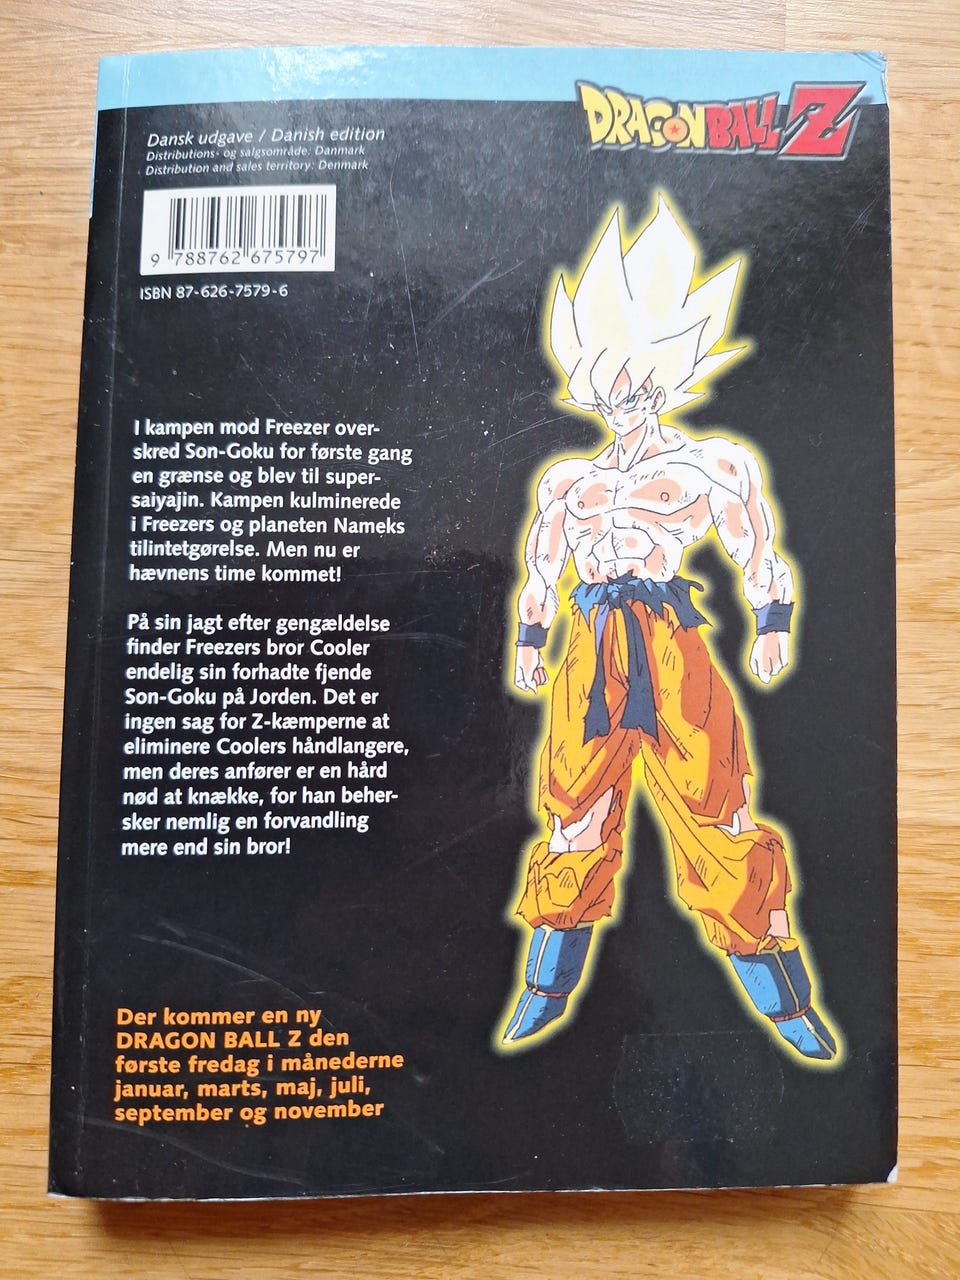 DRAGON BALL Z
Dansk udgave / Danish edition
Distributions- og salgsområde: Danmark
Distribution and sales territory: Denmark
9 788762 675797
ISBN 87-626-7579-6
I kampen mod Freezer over-
skred Son-Goku for første gang
en grænse og blev til super-
saiyajin. Kampen kulminerede
i Freezers og planeten Nameks
tilintetgørelse. Men nu er
hævnens time kommet!
På sin jagt efter gengældelse
finder Freezers bror Cooler
endelig sin forhadte fjende
Son-Goku på Jorden. Det er
ingen sag for Z-kæmperne at
eliminere Coolers håndlangere,
men deres anfører er en hård
nød at knække, for han beher-
sker nemlig en forvandling
mere end sin bror!
Der kommer en ny
DRAGON BALL Z den
første fredag i månederne
januar, marts, maj, juli,
september og november